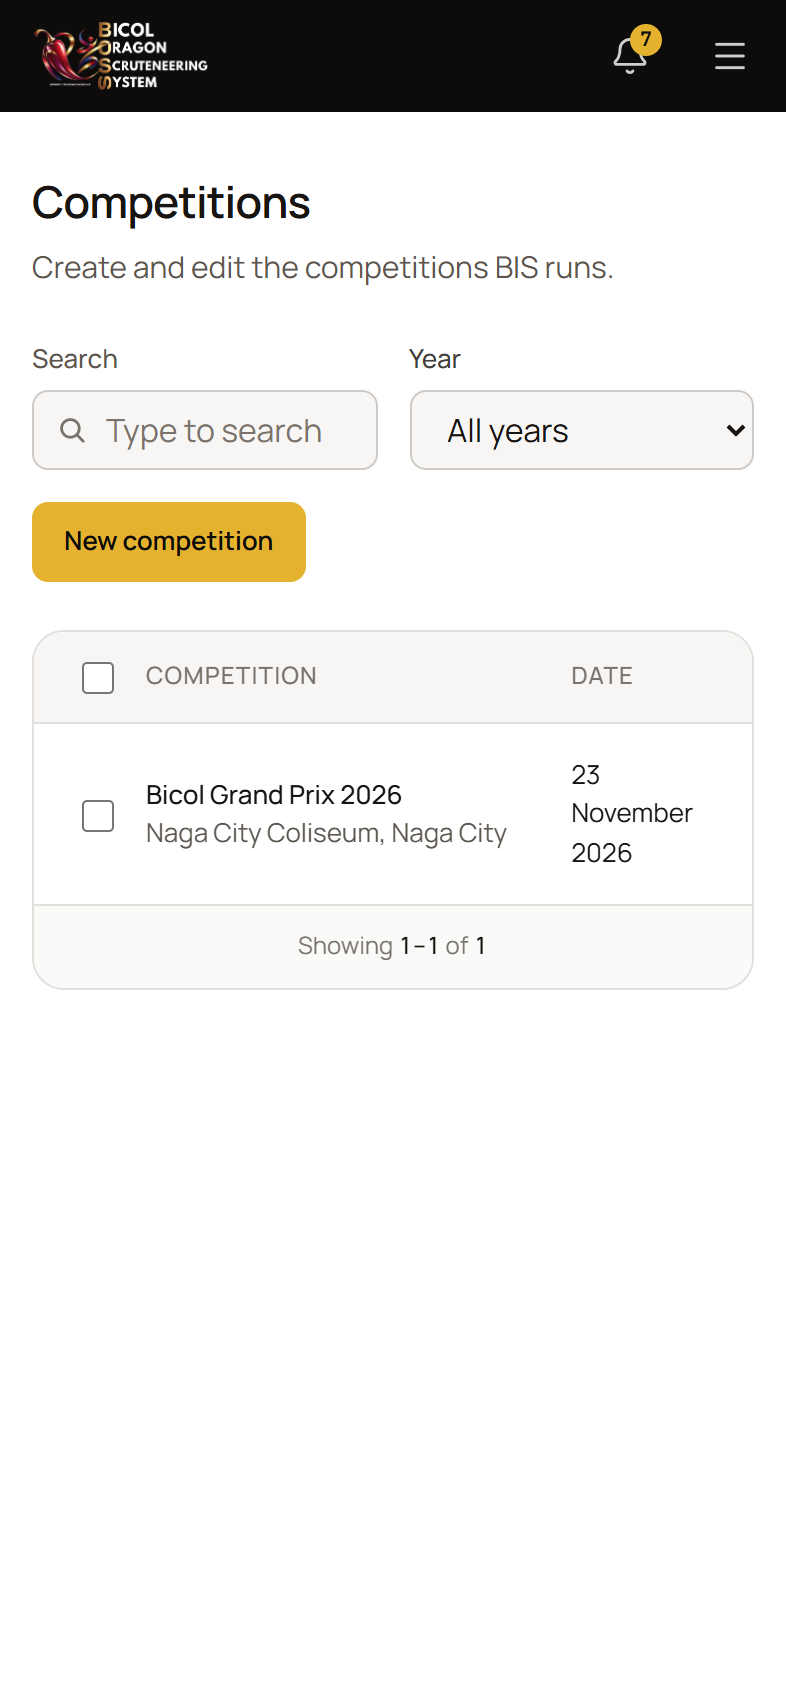 BICOL
DRAGON
SCRUTENEERING
SYSTEM
7
Competitions
Create and edit the competitions BIS runs.
Search
Year
Type to search
All years
New competition
COMPETITION
DATE
Bicol Grand Prix 2026
Naga City Coliseum, Naga City
23
November
2026
Showing 1–1 of 1